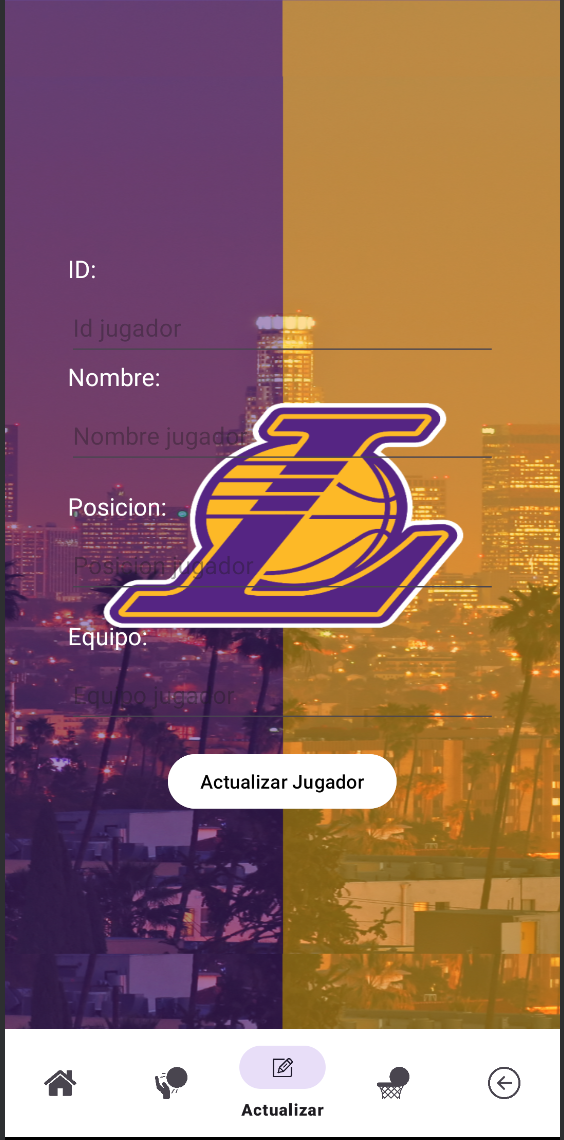 ID:
Id jugador
Nombre:
Nombre jugador
Posicion:
Posicion jugador
Equipo:
Equipo jugador
Actualizar Jugador
Actualizar